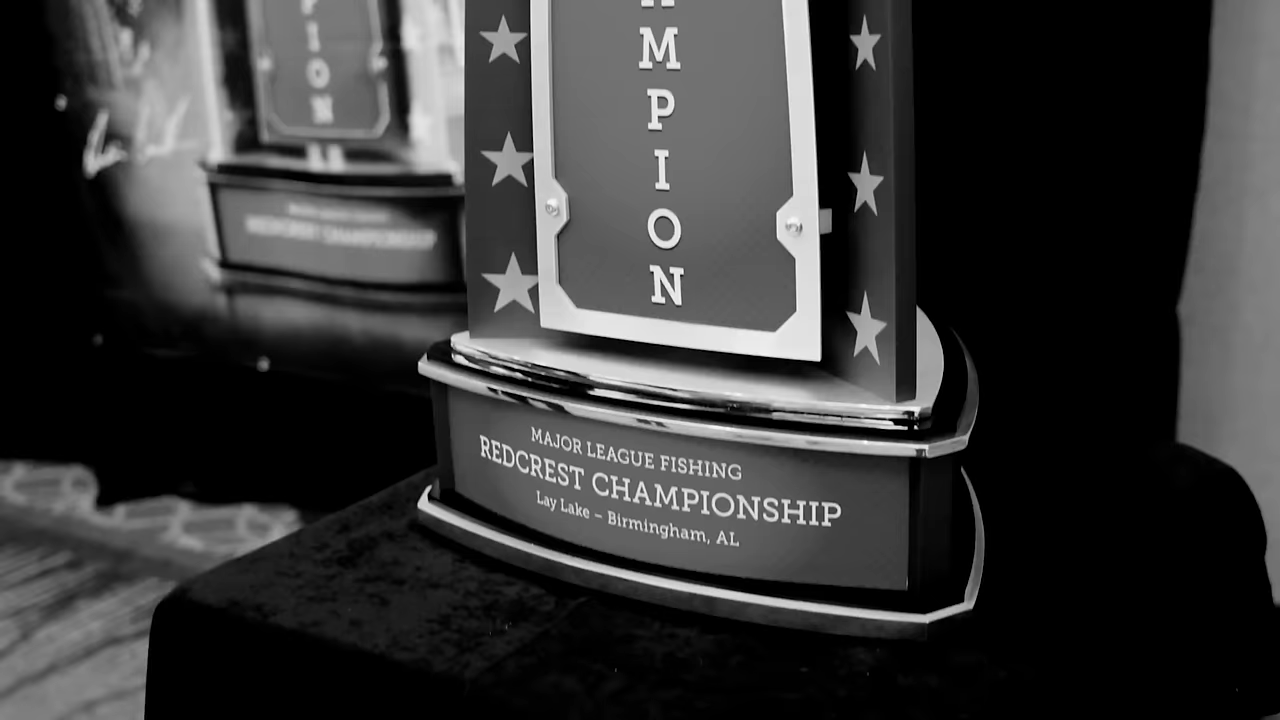 MPION
MAJOR LEAGUE FISHING
REDCREST CHAMPIONSHIP
Lay Lake – Birmingham, AL
PION
REDCREST CHAMPIONSHIP